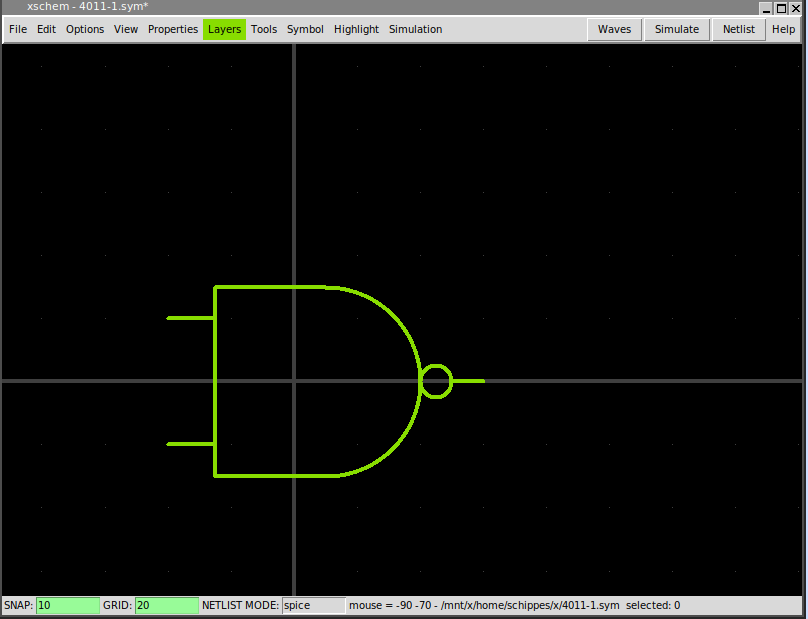 xschem - 4011-1.sym*
File Edit Options View Properties Layers Tools Symbol Highlight Simulation Waves Simulate Netlist Help
SNAP: 10 GRID: 20 NETLIST MODE: spice mouse = -90 -70 - /mnt/x/home/schippes/x/4011-1.sym selected: 0